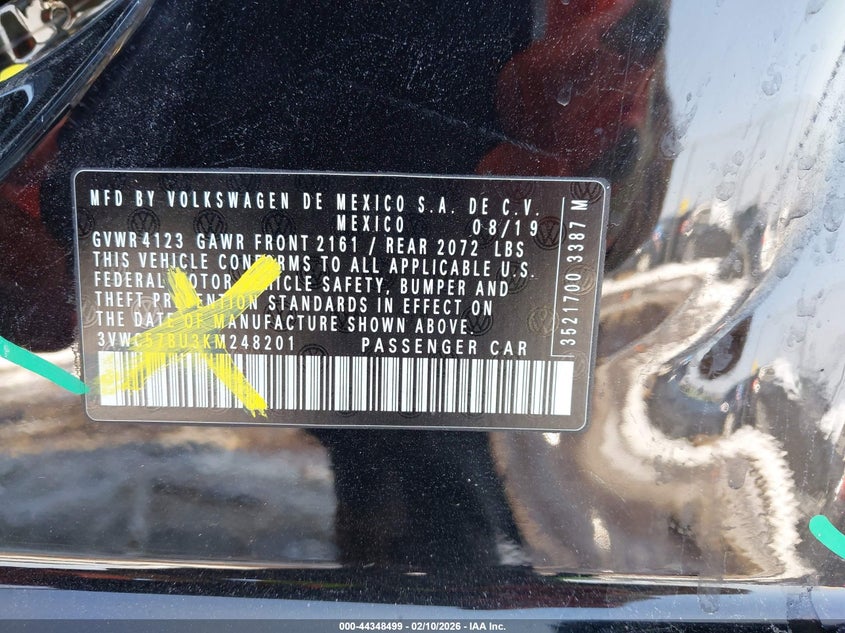 MFD BY VOLKSWAGEN DE MEXICO S.A. DE C.V.
MEXICO 08/19
GVWR 4123 GAWR FRONT 2161 / REAR 2072 LBS
THIS VEHICLE CONFORMS TO ALL APPLICABLE U.S.
FEDERAL MOTOR VEHICLE SAFETY, BUMPER AND
THEFT PREVENTION STANDARDS IN EFFECT ON
THE DATE OF MANUFACTURE SHOWN ABOVE.
3VWC57BU3KM248201 PASSENGER CAR
3521700 3387 M
000-44348499 - 02/10/2026 - IAA Inc.